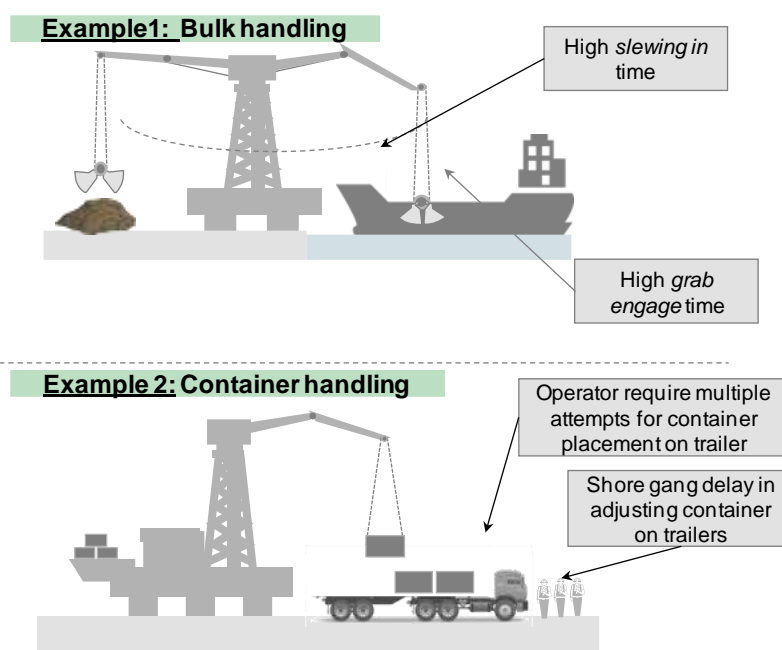 Example1: Bulk handling
High slewing in
time
High grab
engage time
Example 2: Container handling
Operator require multiple
attempts for container
placement on trailer
Shore gang delay in
adjusting container
on trailers